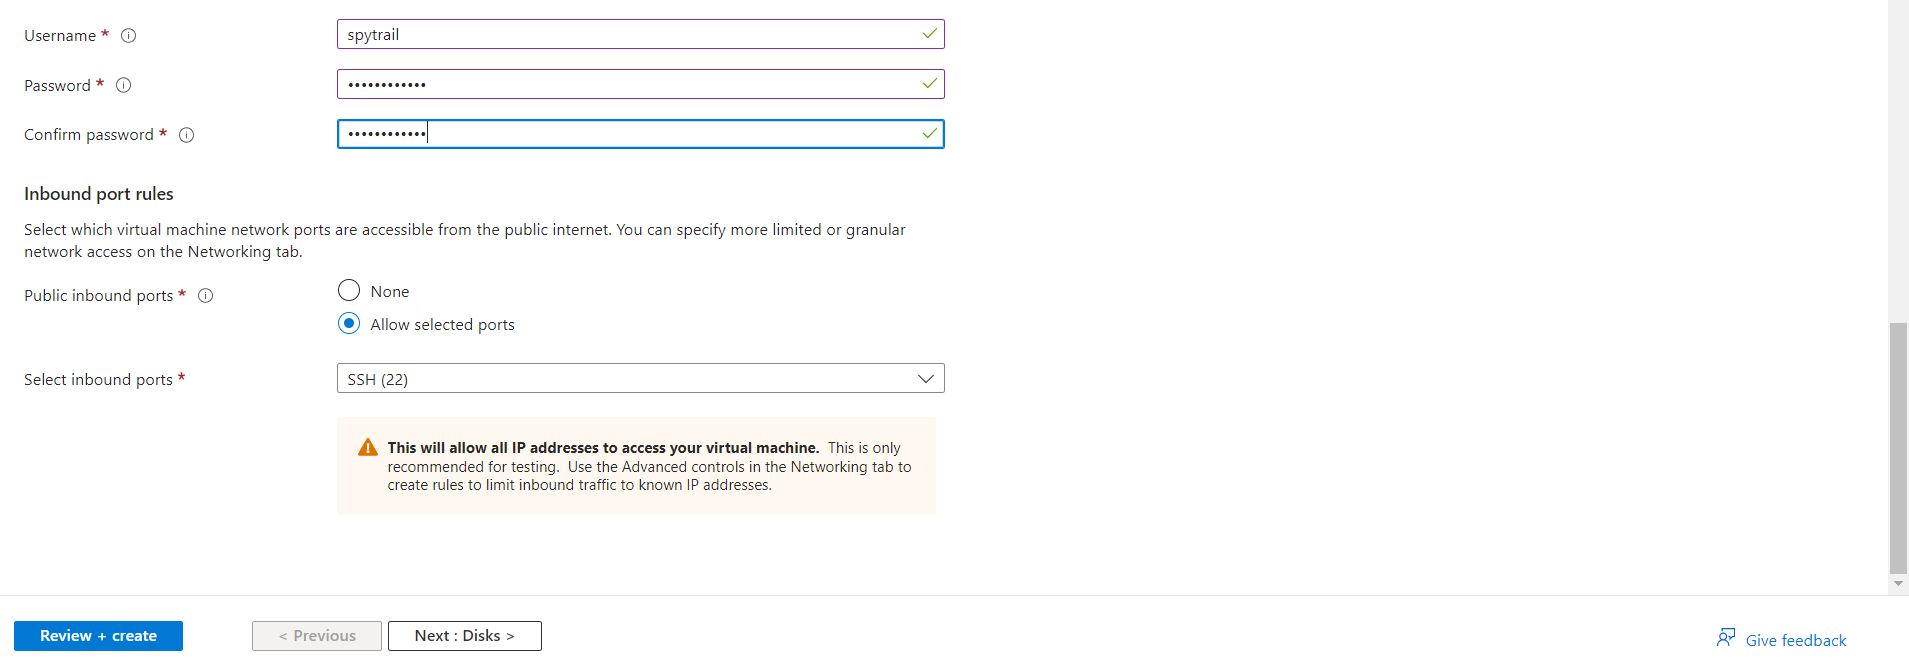 Username *
spytrail
Password *
••••••••••••
Confirm password *
••••••••••••
Inbound port rules
Select which virtual machine network ports are accessible from the public internet. You can specify more limited or granular
network access on the Networking tab.
Public inbound ports *
None
Allow selected ports
Select inbound ports *
SSH (22)
This will allow all IP addresses to access your virtual machine. This is only
recommended for testing. Use the Advanced controls in the Networking tab to
create rules to limit inbound traffic to known IP addresses.
Review + create
< Previous
Next : Disks >
Give feedback